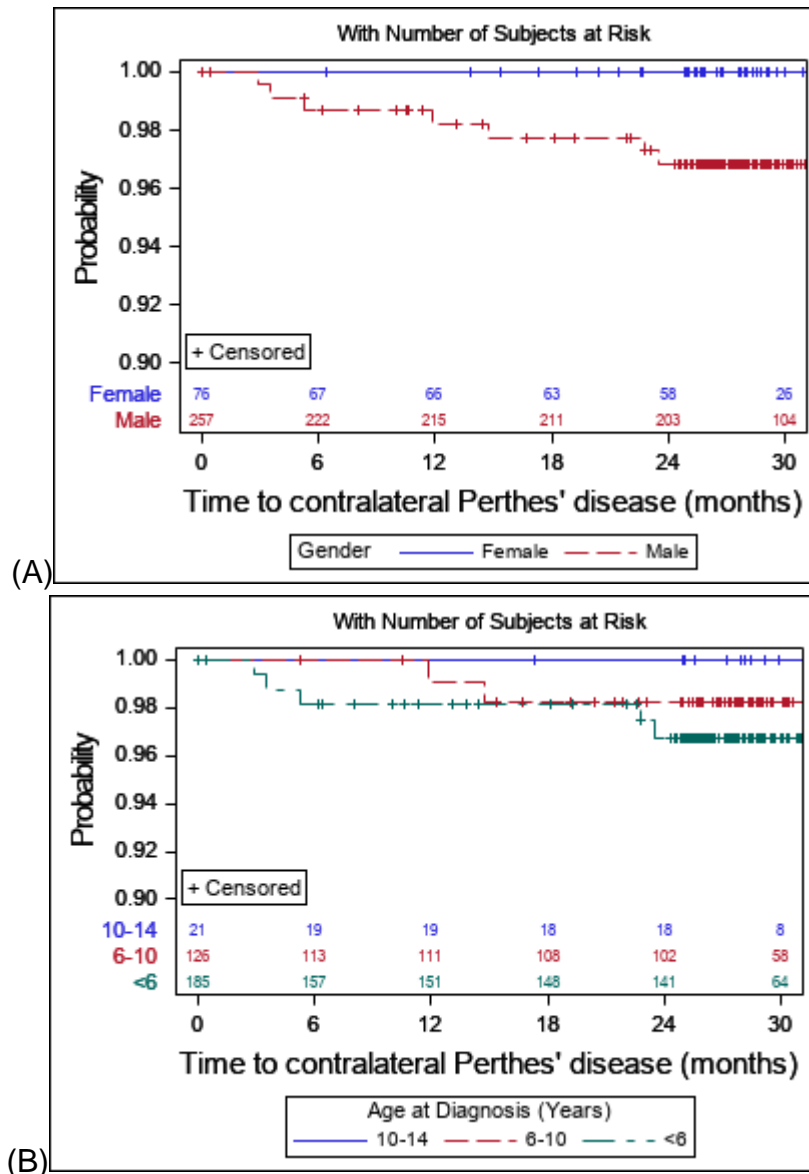 With Number of Subjects at Risk
1.00
0.98
0.96
0.94
0.92
0.90
Probability
+ Censored
Female 76 67 66 63 58 26
Male 257 222 215 211 203 104
0 6 12 18 24 30
Time to contralateral Perthes' disease (months)
Gender Female Male
(A)
With Number of Subjects at Risk
1.00
0.98
0.96
0.94
0.92
0.90
Probability
+ Censored
10-14 21 19 19 18 18 8
6-10 126 113 111 108 102 58
<6 185 157 151 148 141 64
0 6 12 18 24 30
Time to contralateral Perthes' disease (months)
Age at Diagnosis (Years)
10-14 6-10 <6
(B)